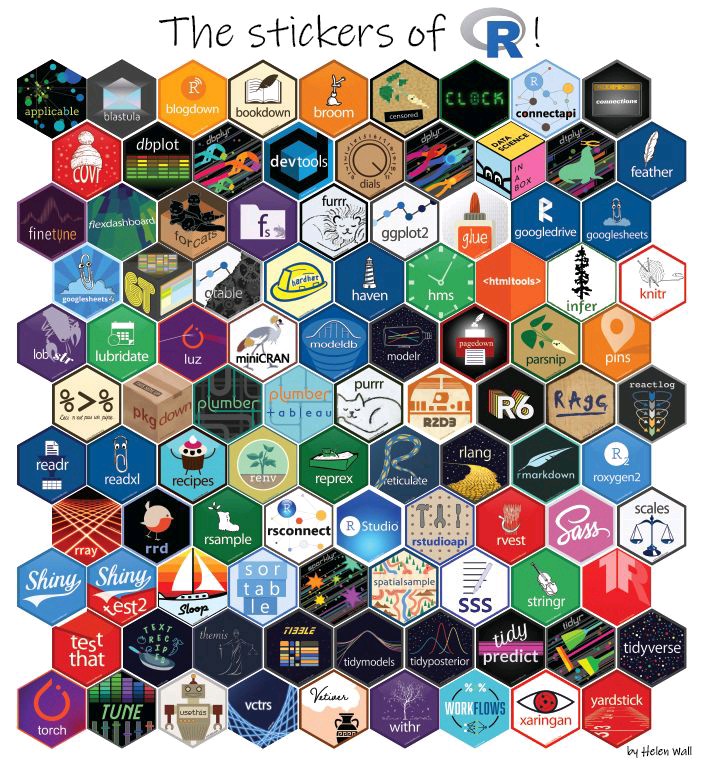 The stickers of R!
applicable
blastula
blogdown
bookdown
broom
censored
CLOCK
connectapi
connections
CUVI
dbplot
dbplyr
devtools
dials
dplyr
DATA SCIENCE IN A BOX
dtplyr
feather
finetune
flexdashboard
forcats
fs
furrr
ggplot2
glue
googledrive
googlesheets
googlesheets4
GT
gtable
hardhat
haven
hms
<htmltools>
infer
knitr
lobstr
lubridate
luz
miniCRAN
modeldb
modelr
pagedown
parsnip
pins
%>%
Ceci n'est pas un pipe.
pkgdown
plumber
plumber
tableau
purrr
R2D3
R6
RAgg
reactlog
readr
readxl
recipes
renv
reprex
reticulate
rlang
rmarkdown
roxygen2
rray
rrd
rsample
rsconnect
R Studio
rstudioapi
rvest
Sass
scales
Shiny
Shiny
test2
Sloop
sor
tab
le
sparklyr
spatialsample
SSS
stringr
TR
test
that
TEXT
RECIPES
themis
TIBBLE
tidymodels
tidyposterior
tidy
predict
tidyr
tidyverse
torch
TUNE
usethis
vctrs
Vetiver
withr
%%
WORKFLOWS
xaringan
yardstick
by Helen Wall